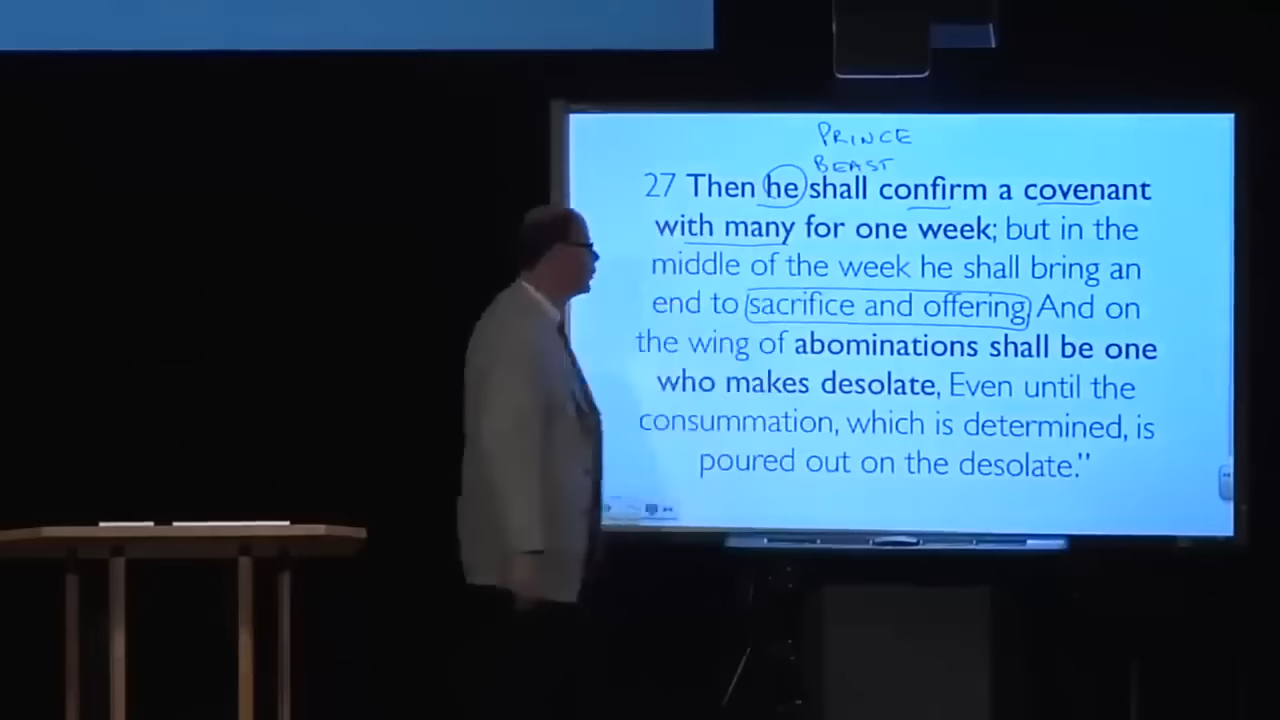 PRINCE
BEAST
27 Then he shall confirm a covenant
with many for one week; but in the
middle of the week he shall bring an
end to sacrifice and offering. And on
the wing of abominations shall be one
who makes desolate, Even until the
consummation, which is determined, is
poured out on the desolate."